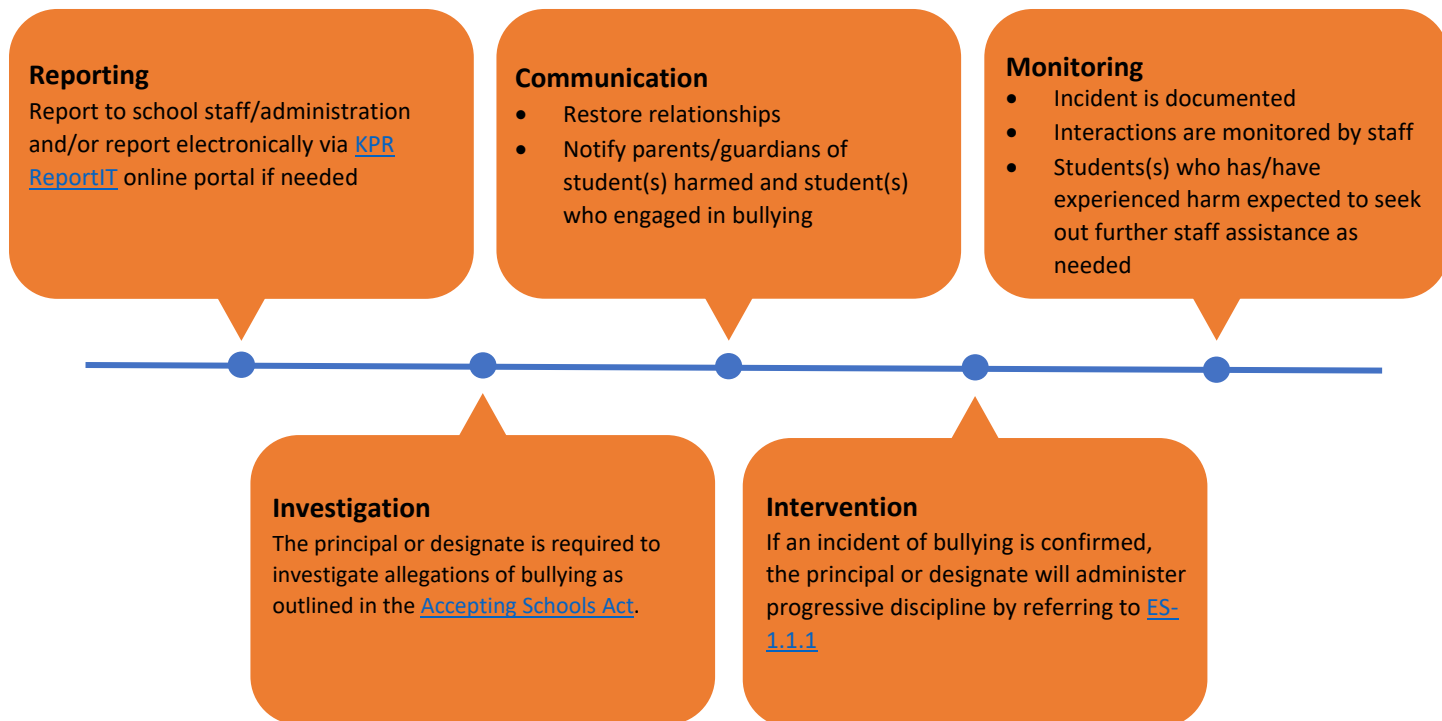 Reporting
Report to school staff/administration
and/or report electronically via KPR
ReportIT online portal if needed
Communication
• Restore relationships
• Notify parents/guardians of
student(s) harmed and student(s)
who engaged in bullying
Monitoring
• Incident is documented
• Interactions are monitored by staff
• Students(s) who has/have
experienced harm expected to seek
out further staff assistance as
needed
Investigation
The principal or designate is required to
investigate allegations of bullying as
outlined in the Accepting Schools Act.
Intervention
If an incident of bullying is confirmed,
the principal or designate will administer
progressive discipline by referring to ES-
1.1.1